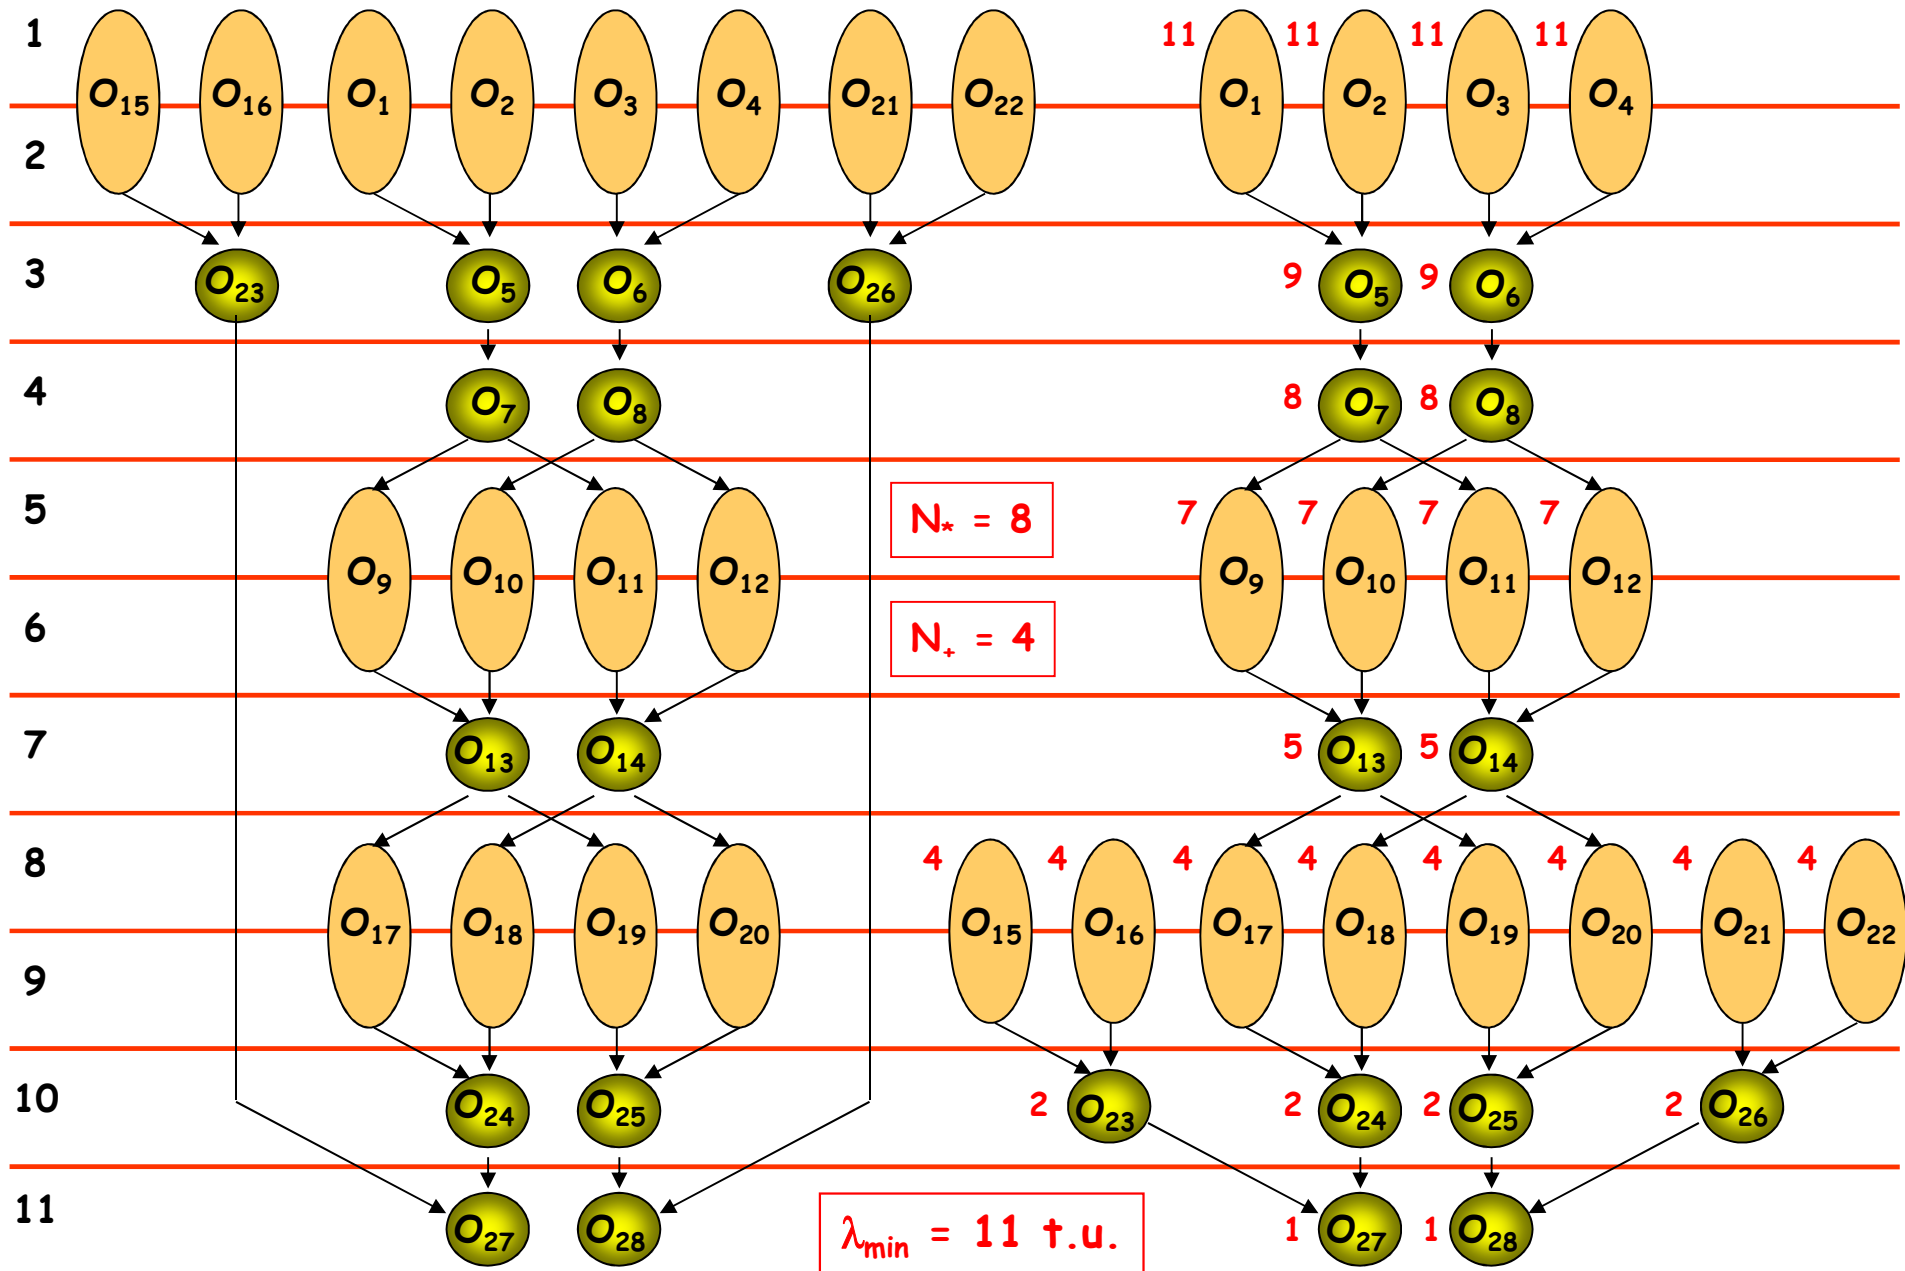 1 O15 O16 O1 O2 O3 O4 O21 O22 11 O1 11 O2 11 O3 11 O4
2
3 O23 O5 O6 O26 9 O5 9 O6
4 O7 O8 8 O7 8 O8
5 N* = 8 7 7 7 7
O9 O10 O11 O12 O9 O10 O11 O12
6 N+ = 4
7 O13 O14 5 O13 5 O14
8 4 4 4 4 4 4 4 4
O17 O18 O19 O20 O15 O16 O17 O18 O19 O20 O21 O22
9
10 O24 O25 2 O23 2 O24 2 O25 2 O26
11 O27 O28 λmin = 11 t.u. 1 O27 1 O28